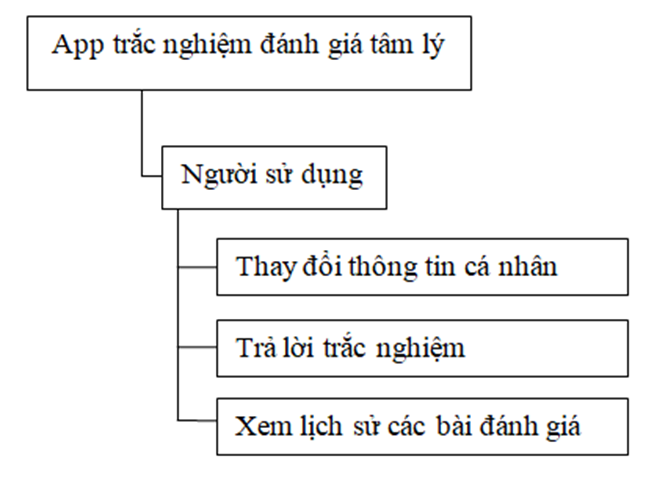 App trắc nghiệm đánh giá tâm lý
Người sử dụng
Thay đổi thông tin cá nhân
Trả lời trắc nghiệm
Xem lịch sử các bài đánh giá